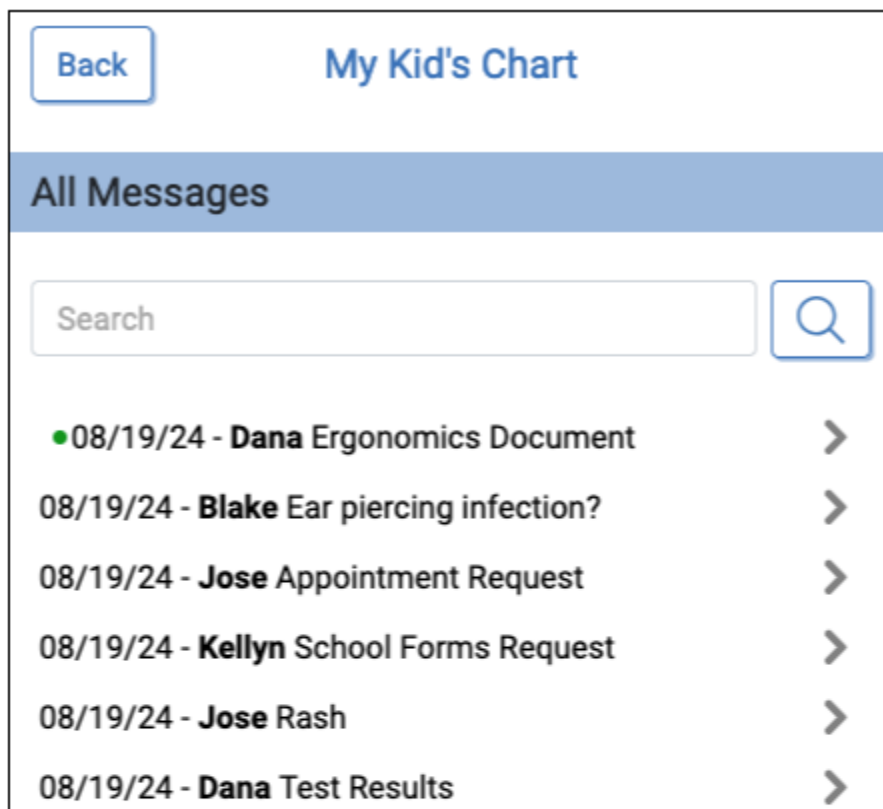 Back
My Kid's Chart
All Messages
Search
08/19/24 - Dana Ergonomics Document
08/19/24 - Blake Ear piercing infection?
08/19/24 - Jose Appointment Request
08/19/24 - Kellyn School Forms Request
08/19/24 - Jose Rash
08/19/24 - Dana Test Results